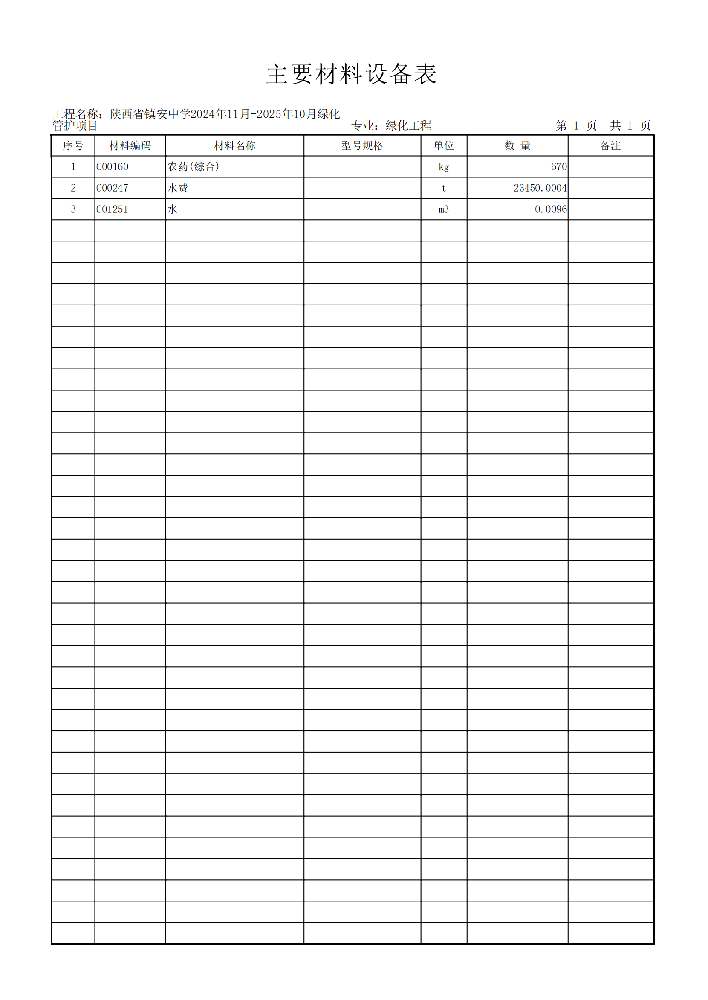 主要材料设备表
工程名称：陕西省镇安中学2024年11月-2025年10月绿化
管护项目 专业：绿化工程 第 1 页 共 1 页
序号 材料编码 材料名称 型号规格 单位 数 量 备注
1 C00160 农药(综合) kg 670
2 C00247 水费 t 23450.0004
3 C01251 水 m3 0.0096